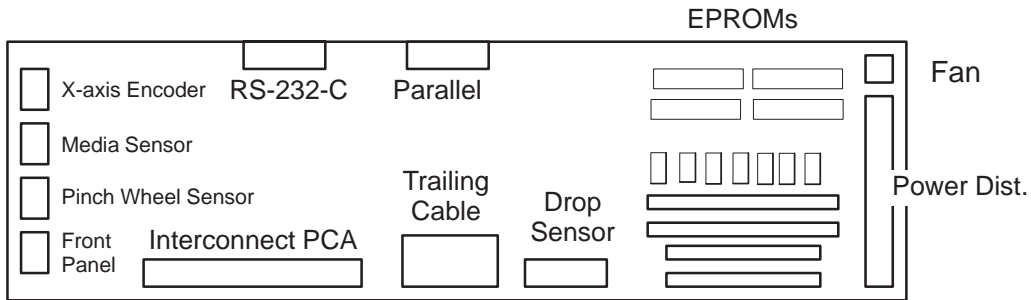 EPROMs
X-axis Encoder
RS-232-C
Parallel
Fan
Media Sensor
Pinch Wheel Sensor
Trailing
Cable
Drop
Sensor
Power Dist.
Front
Panel
Interconnect PCA